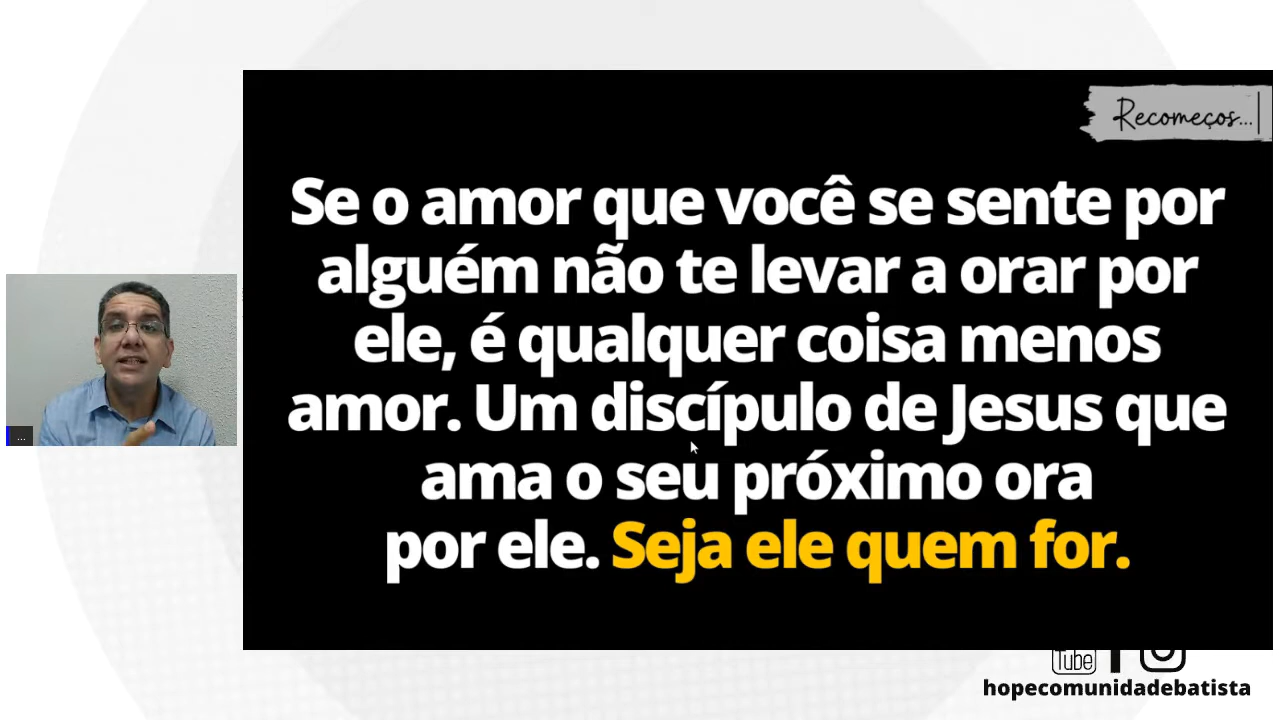 Recomeços...
Se o amor que você se sente por
alguém não te levar a orar por
ele, é qualquer coisa menos
amor. Um discípulo de Jesus que
ama o seu próximo ora
por ele. Seja ele quem for.
...
Tube
hopecomunidadebatista